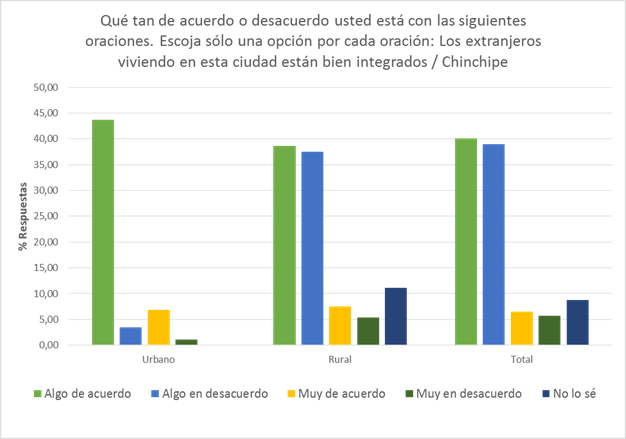 Qué tan de acuerdo o desacuerdo usted está con las siguientes
oraciones. Escoja sólo una opción por cada oración: Los extranjeros
viviendo en esta ciudad están bien integrados / Chinchipe
50,00
45,00
40,00
35,00
30,00
25,00
20,00
15,00
10,00
5,00
0,00
% Respuestas
Urbano Rural Total
Algo de acuerdo Algo en desacuerdo Muy de acuerdo Muy en desacuerdo No lo sé